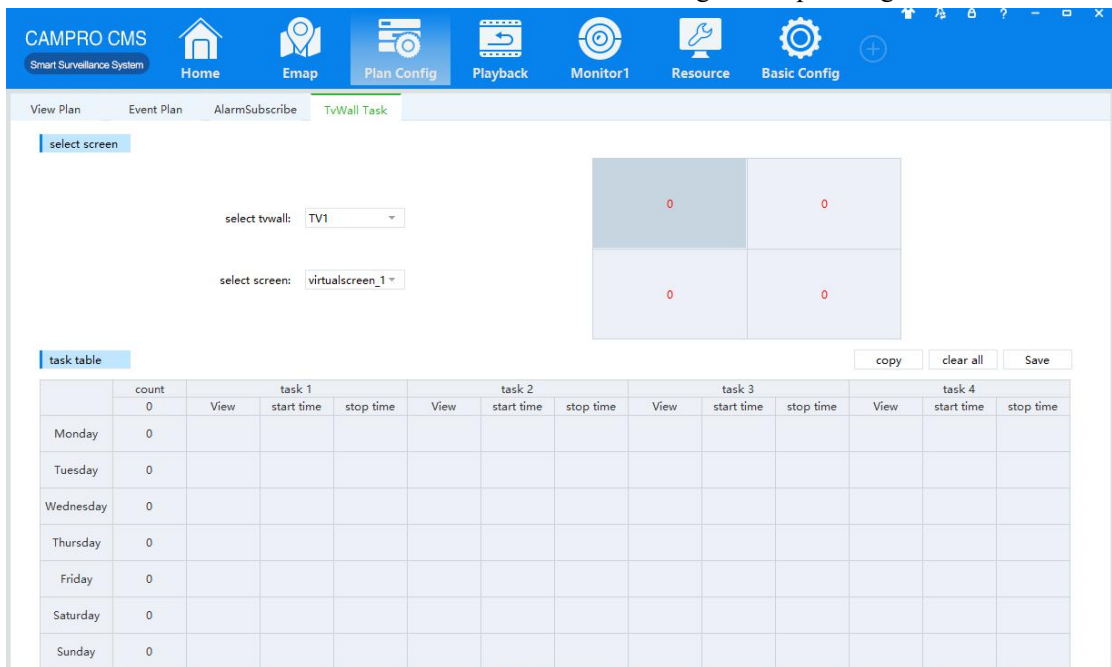 CAMPRO CMS
Smart Surveillance System
Home Emap Plan Config Playback Monitor1 Resource Basic Config
View Plan Event Plan AlarmSubscribe TvWall Task
select screen
0 0
select tvwall: TV1
select screen: virtualscreen_1
0 0
task table copy clear all Save
count task 1 task 2 task 3 task 4
0 View start time stop time View start time stop time View start time stop time View start time stop time
Monday 0
Tuesday 0
Wednesday 0
Thursday 0
Friday 0
Saturday 0
Sunday 0